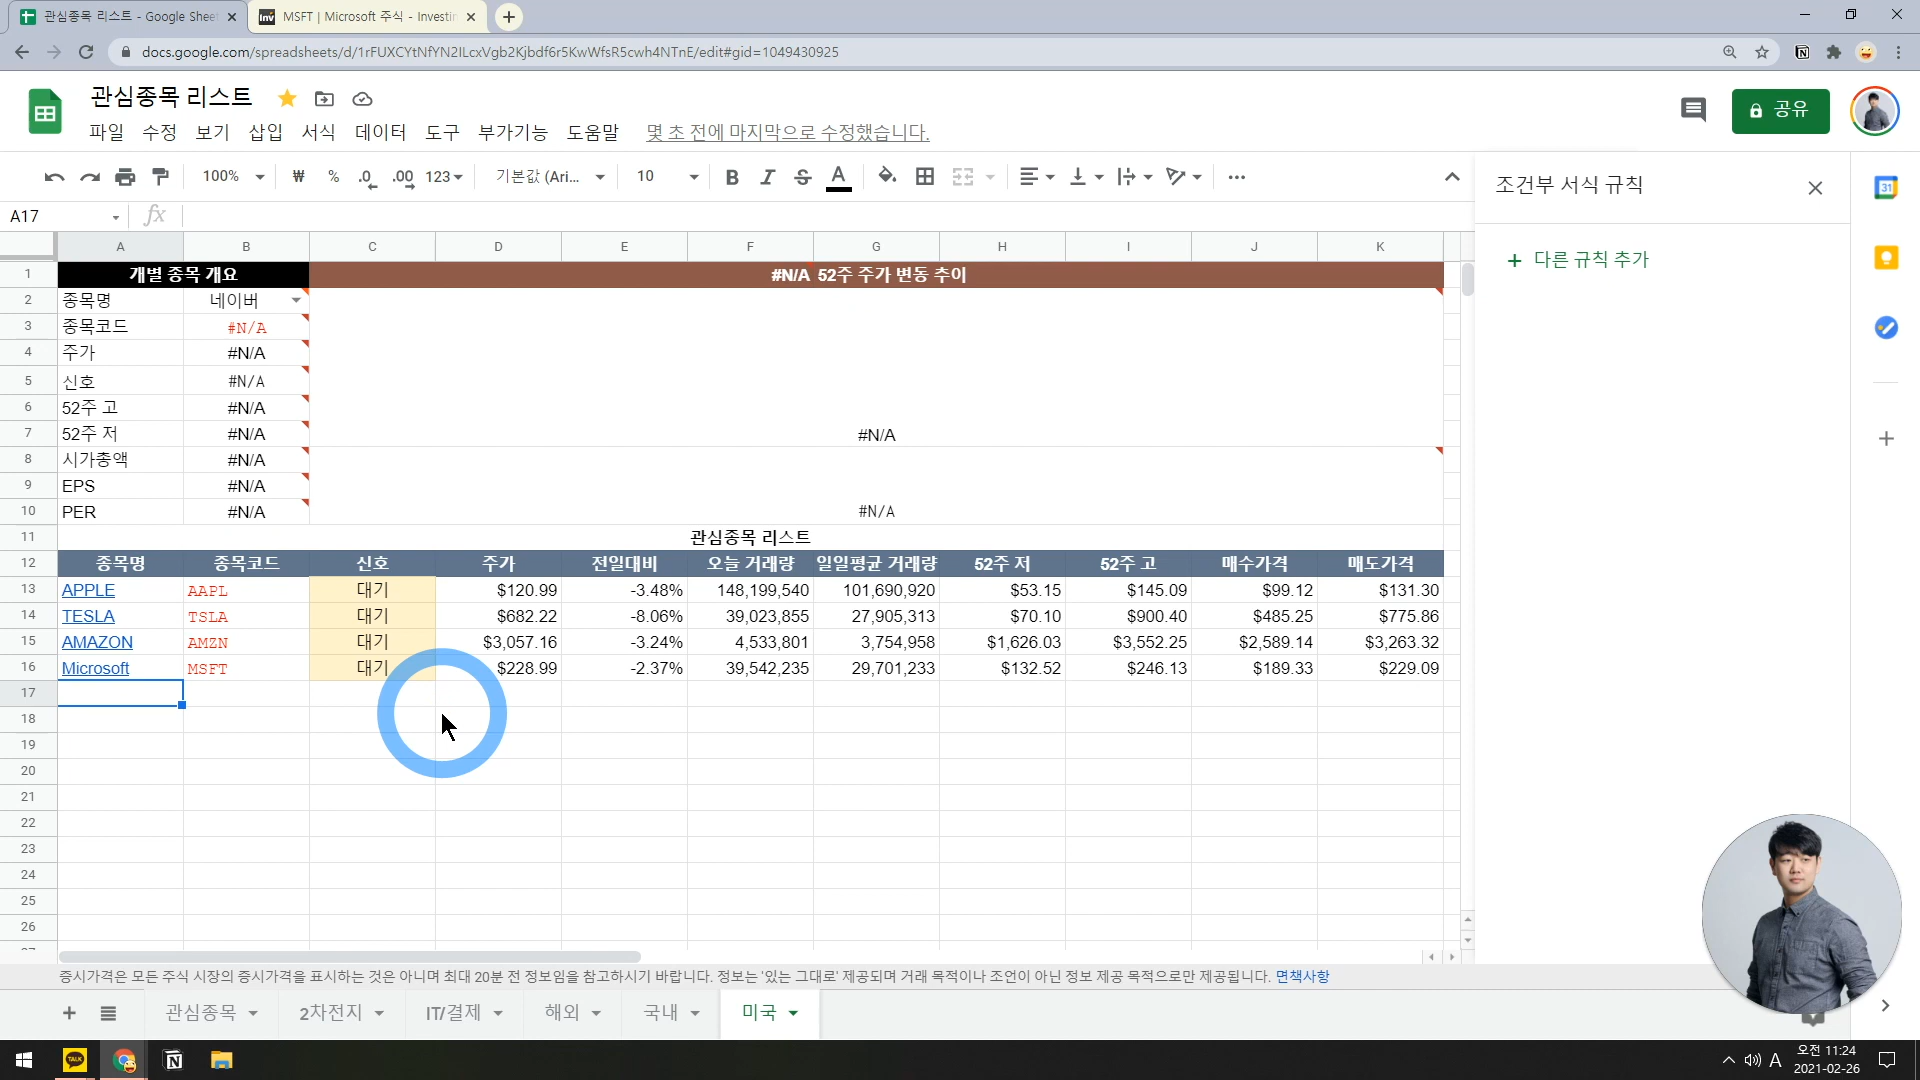 관심종목 리스트 - Google Sheet
MSFT | Microsoft 주식 - Investin
docs.google.com/spreadsheets/d/1rFUXCYtNfYN2ILcxVgb2Kjbdf6r5KwWfsR5cwh4NTnE/edit#gid=1049430925
관심종목 리스트
공유
파일 수정 보기 삽입 서식 데이터 도구 부가기능 도움말 몇 초 전에 마지막으로 수정했습니다.
100% ₩ % .0 .00 123 기본값 (Ari... 10 B I S A
조건부 서식 규칙
31
A17 fx
A B C D E F G H I J K
+ 다른 규칙 추가
1 개별 종목 개요 #N/A 52주 주가 변동 추이
2 종목명 네이버
3 종목코드 #N/A
4 주가 #N/A
5 신호 #N/A
6 52주 고 #N/A
7 52주 저 #N/A #N/A
8 시가총액 #N/A
9 EPS #N/A
10 PER #N/A #N/A
11 관심종목 리스트
12 종목명 종목코드 신호 주가 전일대비 오늘 거래량 일일평균 거래량 52주 저 52주 고 매수가격 매도가격
13 APPLE AAPL 대기 $120.99 -3.48% 148,199,540 101,690,920 $53.15 $145.09 $99.12 $131.30
14 TESLA TSLA 대기 $682.22 -8.06% 39,023,855 27,905,313 $70.10 $900.40 $485.25 $775.86
15 AMAZON AMZN 대기 $3,057.16 -3.24% 4,533,801 3,754,958 $1,626.03 $3,552.25 $2,589.14 $3,263.32
16 Microsoft MSFT 대기 $228.99 -2.37% 39,542,235 29,701,233 $132.52 $246.13 $189.33 $229.09
17
18
19
20
21
22
23
24
25
26
증시가격은 모든 주식 시장의 증시가격을 표시하는 것은 아니며 최대 20분 전 정보임을 참고하시기 바랍니다. 정보는 '있는 그대로' 제공되며 거래 목적이나 조언이 아닌 정보 제공 목적으로만 제공됩니다. 면책사항
관심종목 2차전지 IT/결제 해외 국내 미국
TALK
A 오전 11:24
2021-02-26